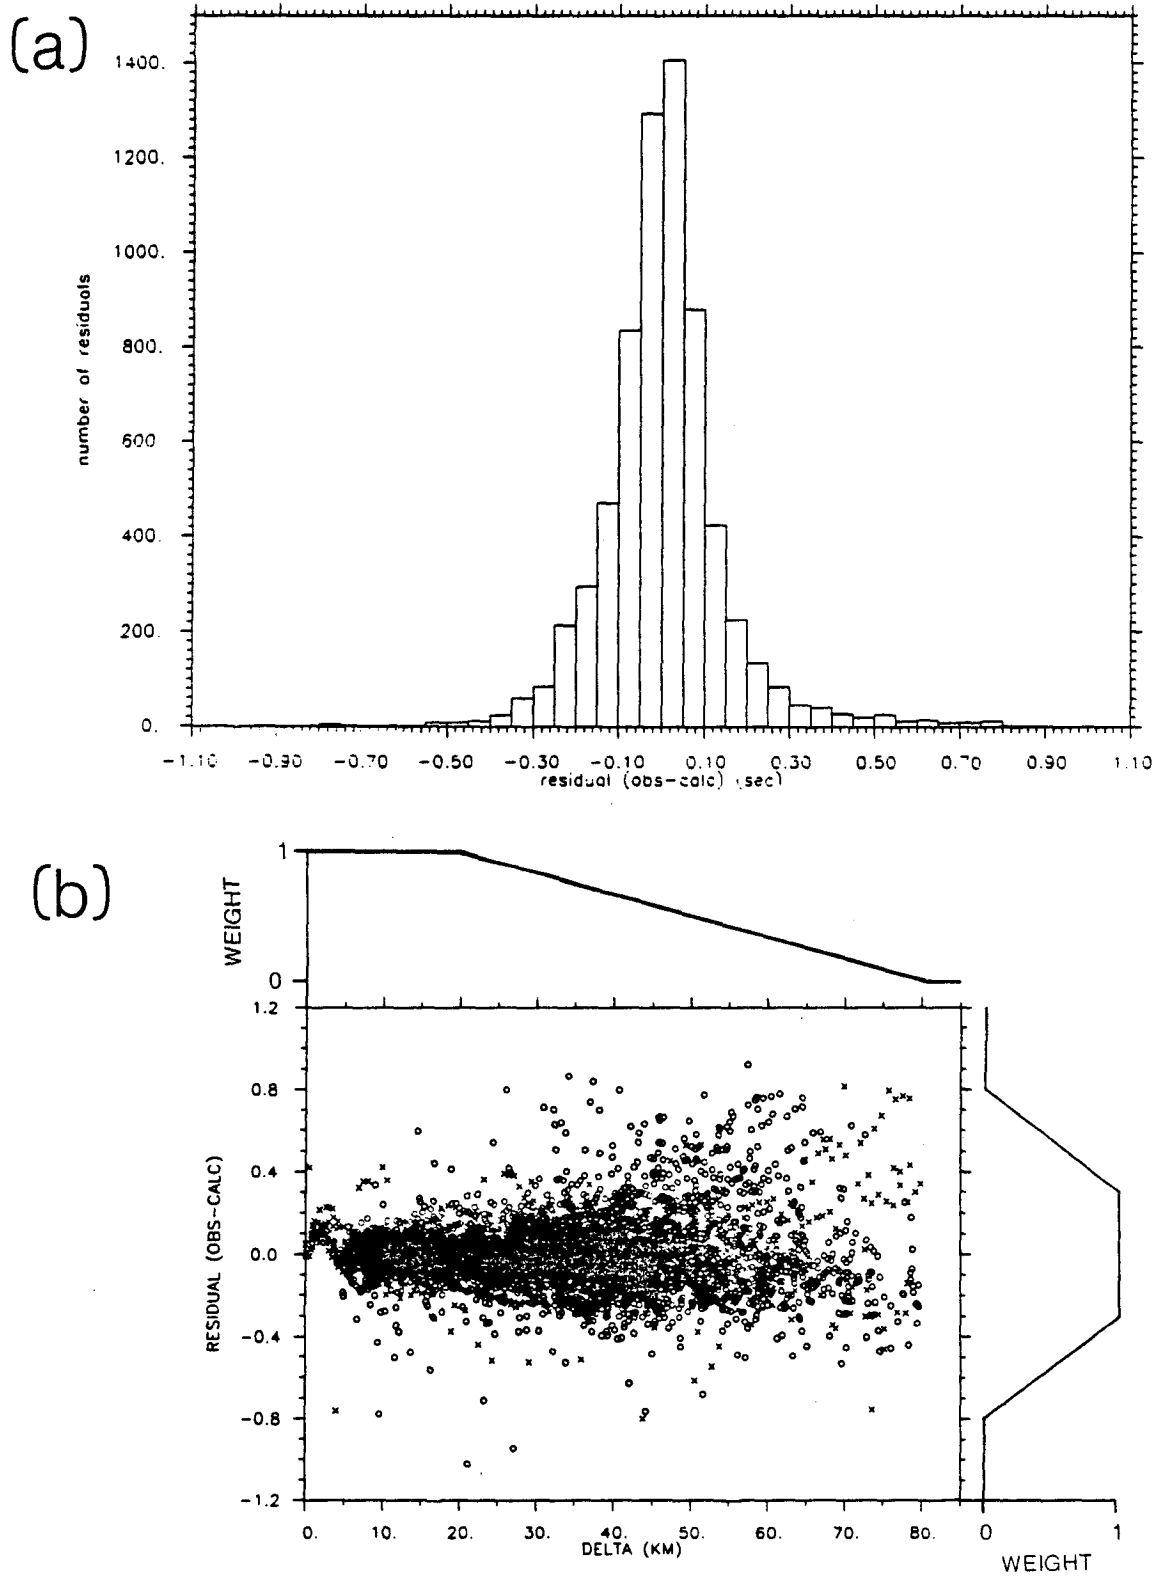 (a)
1400.
1200.
1000.
800.
600
400.
200.
0.
number of residuals
-1.10 -0.90 -0.70 -0.50 -0.30 -0.10 0.10 0.30 0.50 0.70 0.90 1.10
residual (obs-calc) (sec)
(b)
WEIGHT
1
0
1.2
0.8
0.4
0.0
-0.4
-0.8
-1.2
RESIDUAL (OBS-CALC)
0. 10. 20. 30. 40. 50. 60. 70. 80.
DELTA (KM)
0 1
WEIGHT